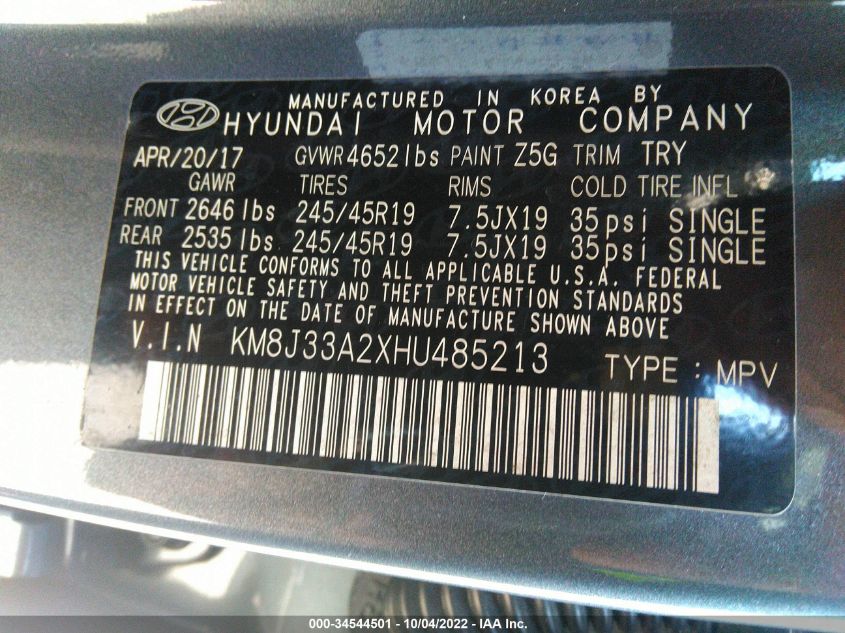 MANUFACTURED IN KOREA BY
HYUNDAI MOTOR COMPANY
APR/20/17 GVWR 4652 lbs PAINT Z5G TRIM TRY
GAWR TIRES RIMS COLD TIRE INFL
FRONT 2646 lbs 245/45R19 7.5JX19 35psi SINGLE
REAR 2535 lbs 245/45R19 7.5JX19 35psi SINGLE
THIS VEHICLE CONFORMS TO ALL APPLICABLE U.S.A. FEDERAL
MOTOR VEHICLE SAFETY AND THEFT PREVENTION STANDARDS
IN EFFECT ON THE DATE OF MANUFACTURE SHOWN ABOVE
V.I.N KM8J33A2XHU485213 TYPE : MPV
000-34544501 - 10/04/2022 - IAA Inc.